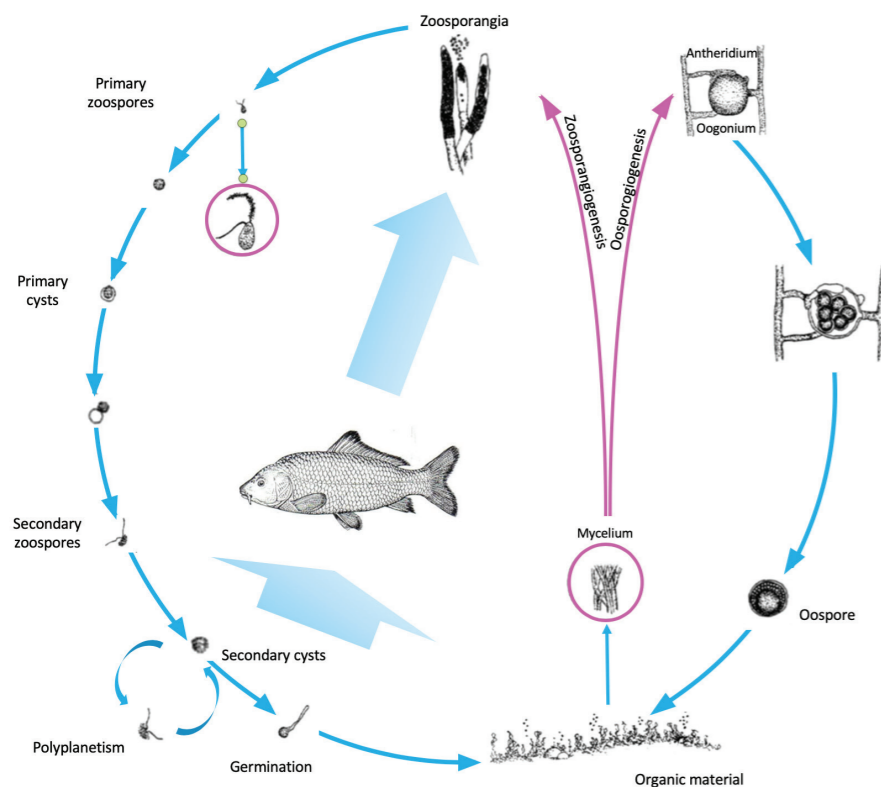 Zoosporangia
Primary
zoospores
Primary
cysts
Secondary
zoospores
Secondary cysts
Polyplanetism
Germination
Organic material
Mycelium
Zoosporangiogenesis
Oosporogiogenesis
Antheridium
Oogonium
Oospore